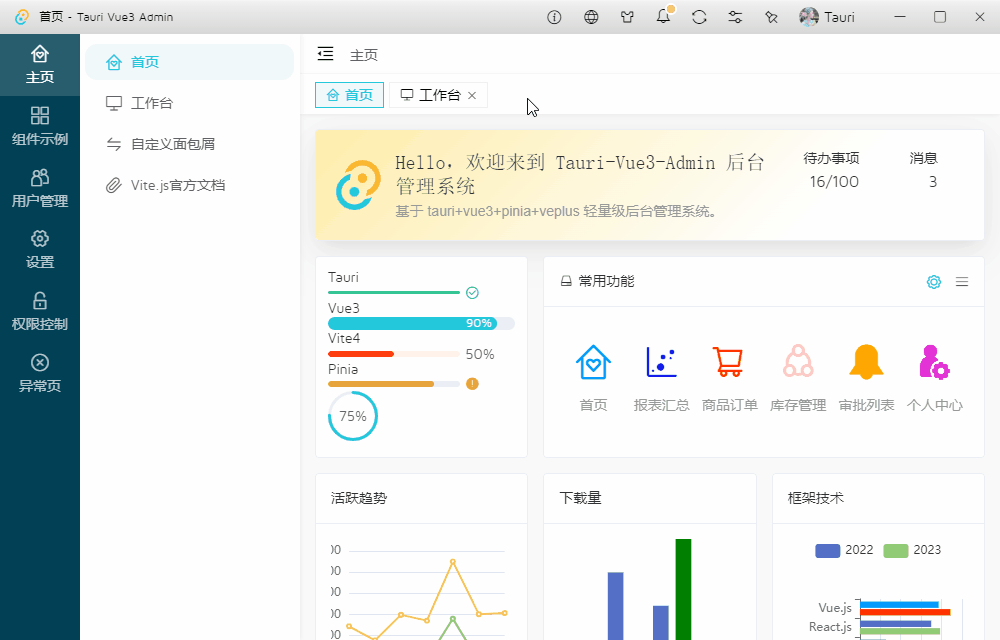 首页 - Tauri Vue3 Admin
Tauri
主页
组件示例
用户管理
设置
权限控制
异常页
首页
工作台
自定义面包屑
Vite.js官方文档
主页
首页
工作台
Hello，欢迎来到 Tauri-Vue3-Admin 后台
管理系统
基于 tauri+vue3+pinia+veplus 轻量级后台管理系统。
待办事项
16/100
消息
3
Tauri
Vue3
90%
Vite4
50%
Pinia
75%
常用功能
首页
报表汇总
商品订单
库存管理
审批列表
个人中心
活跃趋势
00
00
00
00
00
下载量
框架技术
2022
2023
Vue.js
React.js